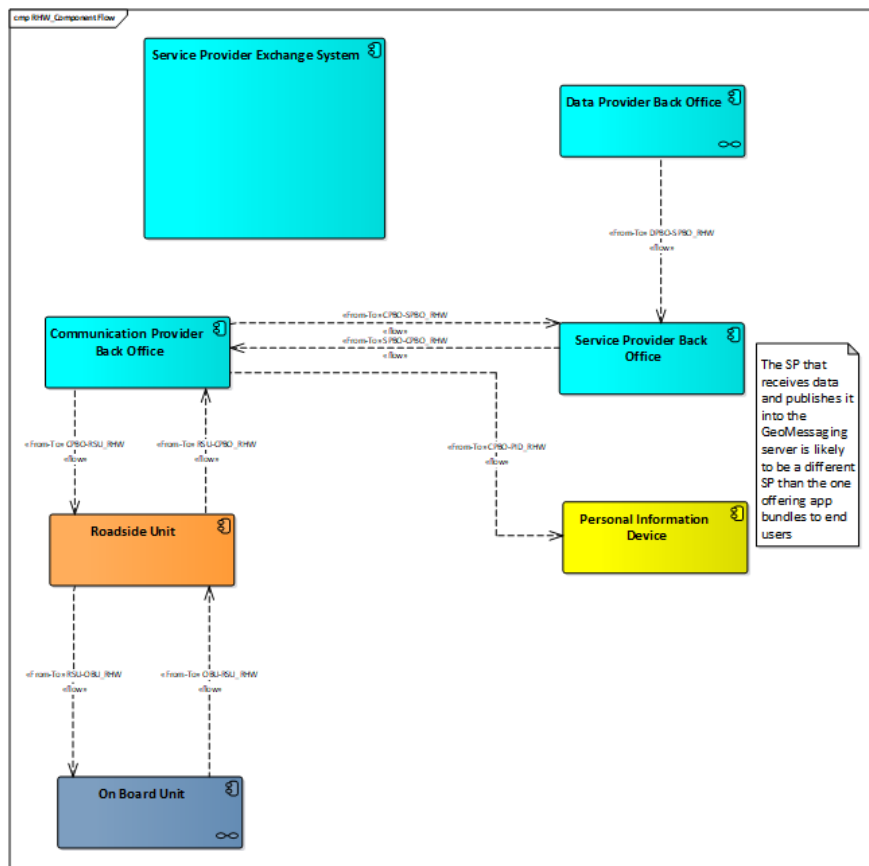 cmp RHW_Component Flow
Service Provider Exchange System
Data Provider Back Office
«From-To» DPBO-SPBO_RHW
«flow»
«From-To» CPBO-SPBO_RHW
«flow»
Communication Provider
Back Office
«From-To» SPBO-CPBO_RHW
«flow»
Service Provider Back
Office
The SP that
receives data
and publishes it
into the
GeoMessaging
server is likely
to be a different
SP than the one
offering app
bundles to end
users
«From-To» CPBO-RSU_RHW
«flow»
«From-To» RSU-CPBO_RHW
«flow»
«From-To» CPBO-PID_RHW
«flow»
Roadside Unit
Personal Information
Device
«From-To» RSU-OBU_RHW
«flow»
«From-To» OBU-RSU_RHW
«flow»
On Board Unit